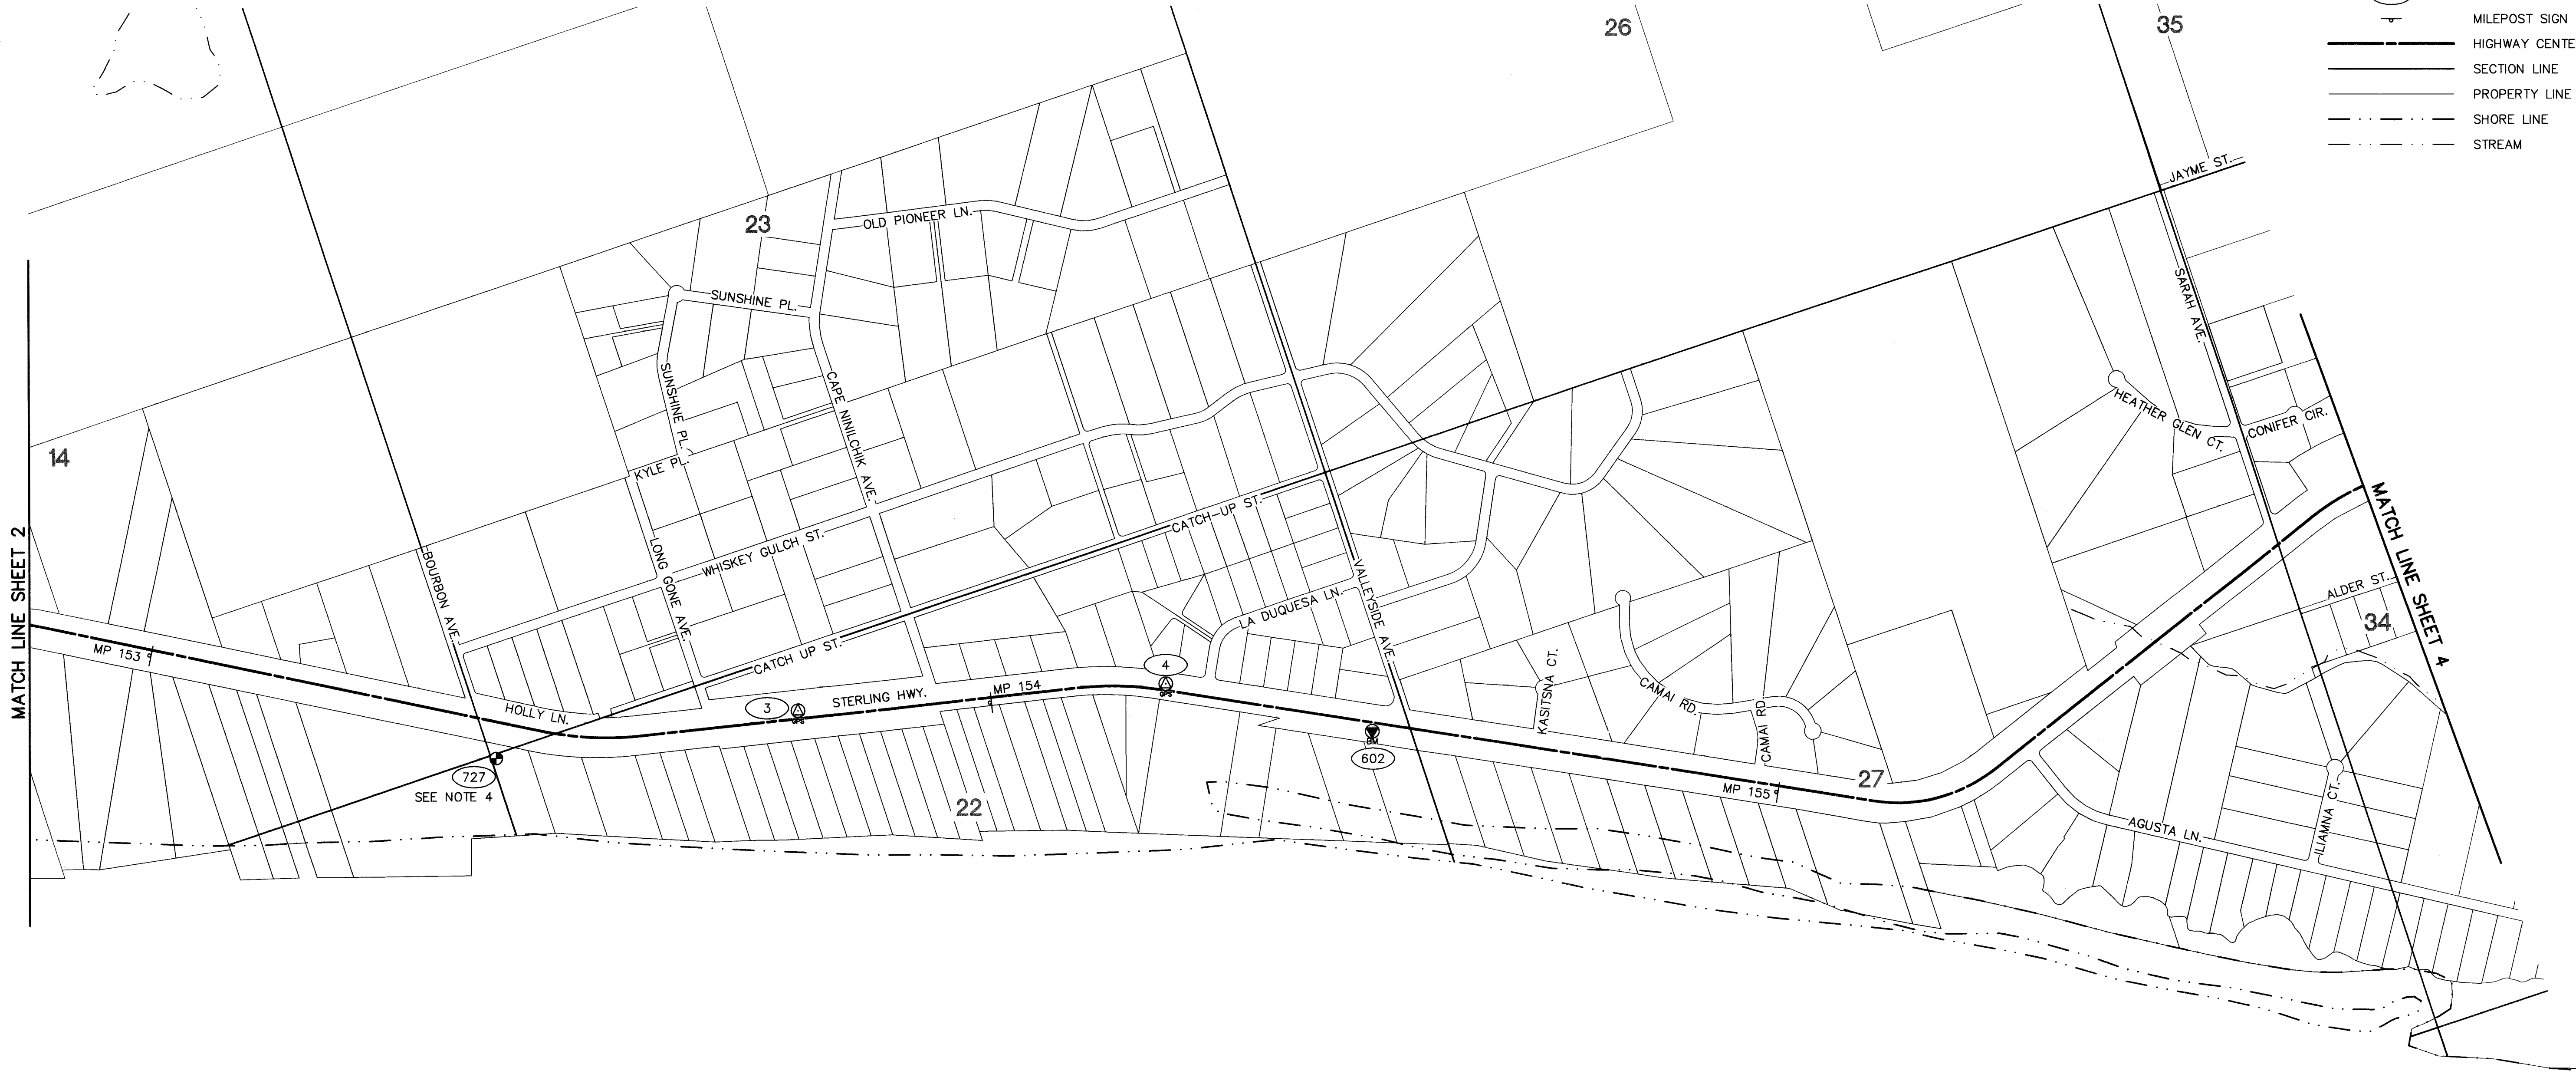 26
35
MILEPOST SIGN
HIGHWAY CENTE
SECTION LINE
PROPERTY LINE
SHORE LINE
STREAM
JAYME ST.
23
OLD PIONEER LN.
SUNSHINE PL.
SARAH AVE.
SUNSHINE PL.
CAPE NINILCHIK AVE.
HEATHER GLEN CT.
CONIFER CIR.
14
KYLE PL.
MATCH LINE SHEET 2
CATCH-UP ST.
WHISKEY GULCH ST.
LONG GONE AVE.
BOURBON AVE.
VALLEYSIDE AVE.
LA DUQUESA LN.
MATCH LINE SHEET 4
ALDER ST.
34
MP 153
CATCH UP ST.
4
GPS
MP 154
STERLING HWY.
3
GPS
HOLLY LN.
KASITSNA CT.
CAMAI RD.
CAMAI RD.
602
BM
727
SEE NOTE 4
22
27
MP 155
AGUSTA LN.
ILIAMNA CT.